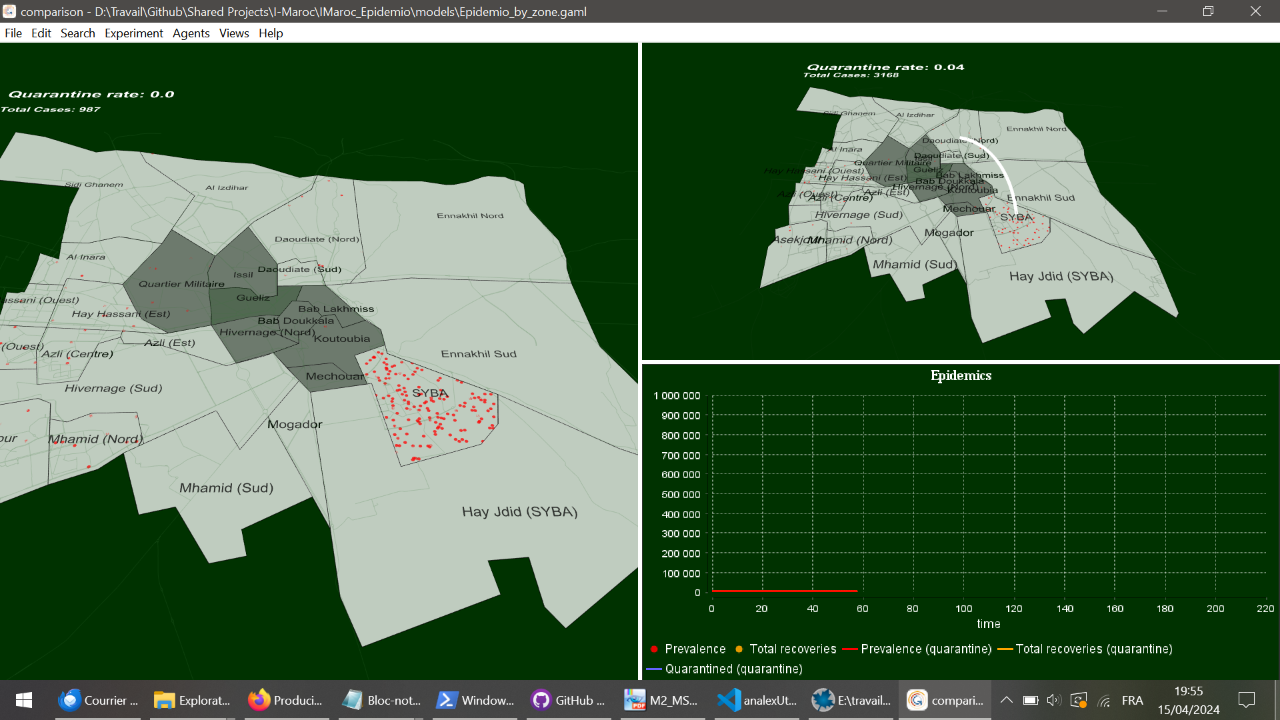 comparison - D:\Travail\Github\Shared Projects\I-Maroc\IMaroc_Epidemio\models\Epidemio_by_zone.gaml
File Edit Search Experiment Agents Views Help
Quarantine rate: 0.0
Total Cases: 987
Sidi Ghanem
Al Izdihar
Ennakhil Nord
Daoudiate (Nord)
Al Inara
Issil
Daoudiate (Sud)
Quartier Militaire
Gueliz
assani (Ouest)
Hay Hassani (Est)
Bab Lakhmiss
Bab Doukkala
Hivernage (Nord)
Koutoubia
(Ouest)
Azli (Est)
Azli (Centre)
Ennakhil Sud
Mechouar
Hivernage (Sud)
SYBA
Mogador
our
Mhamid (Nord)
Mhamid (Sud)
Hay Jdid (SYBA)
Quarantine rate: 0.04
Total Cases: 3168
Sidi Ghanem
Al Izdihar
Ennakhil Nord
Daoudiate (Nord)
Al Inara
Daoudiate (Sud)
Quartier Militaire
Gueliz
Hay Hassani (Ouest)
Bab Lakhmiss
Hay Hassani (Est)
Bab Doukkala
Hivernage (Nord)
Koutoubia
Azli (Ouest)
Azli (Est)
Azli (Centre)
Ennakhil Sud
Mechouar
Hivernage (Sud)
SYBA
Mogador
Askejour
Mhamid (Nord)
Mhamid (Sud)
Hay Jdid (SYBA)
Epidemics
1 000 000
900 000
800 000
700 000
600 000
500 000
400 000
300 000
200 000
100 000
0
0 20 40 60 80 100 120 140 160 180 200 220
time
Prevalence Total recoveries Prevalence (quarantine) Total recoveries (quarantine)
Quarantined (quarantine)
Courrier ... Explorat... Produci... Bloc-not... Window... GitHub ... M2_MS... analexUt... E:\travail... compari... FRA
19:55
15/04/2024